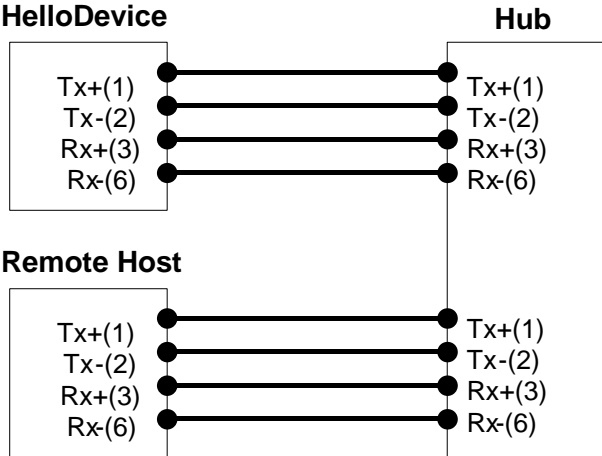 HelloDevice
Hub
Tx+(1)
Tx-(2)
Rx+(3)
Rx-(6)
Tx+(1)
Tx-(2)
Rx+(3)
Rx-(6)
Remote Host
Tx+(1)
Tx-(2)
Rx+(3)
Rx-(6)
Tx+(1)
Tx-(2)
Rx+(3)
Rx-(6)